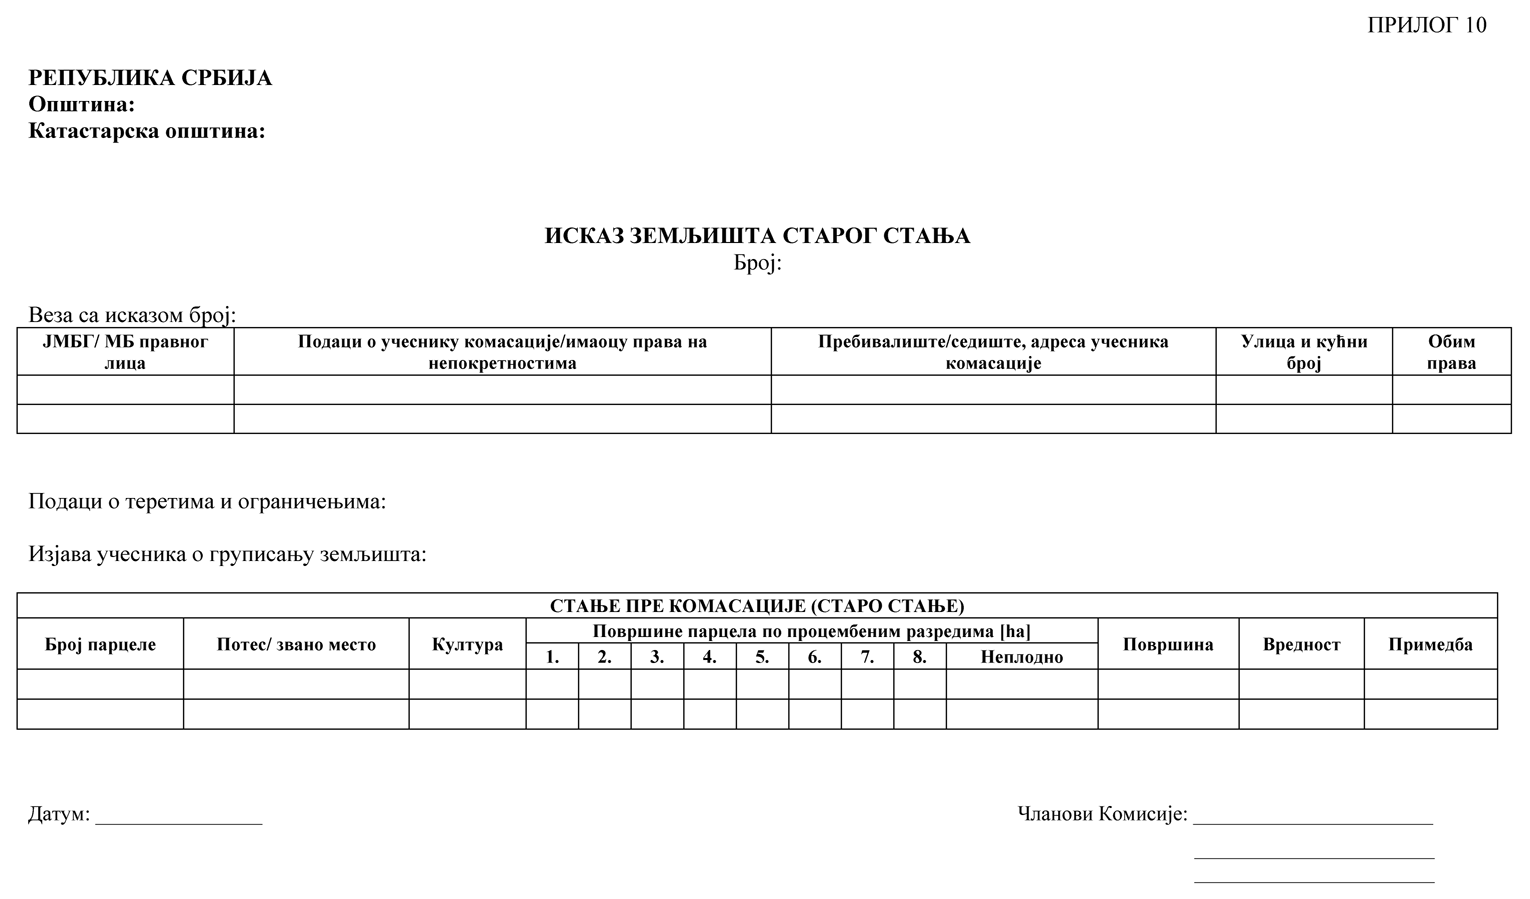 ПРИЛОГ 10
РЕПУБЛИКА СРБИЈА
Општина:
Катастарска општина:
ИСКАЗ ЗЕМЉИШТА СТАРОГ СТАЊА
Број:
Веза са исказом број:
ЈМБГ/ МБ правног
лица
Подаци о учеснику комасације/имаоцу права на
непокретностима
Пребивалиште/седиште, адреса учесника
комасације
Улица и кућни
број
Обим
права
Подаци о теретима и ограничењима:
Изјава учесника о груписању земљишта:
СТАЊЕ ПРЕ КОМАСАЦИЈЕ (СТАРО СТАЊЕ)
Број парцеле
Потес/ звано место
Култура
Површине парцела по процембеним разредима [ha]
1. 2. 3. 4. 5. 6. 7. 8. Неплодно
Површина
Вредност
Примедба
Датум: ________________
Чланови Комисије: _______________________
_______________________
_______________________